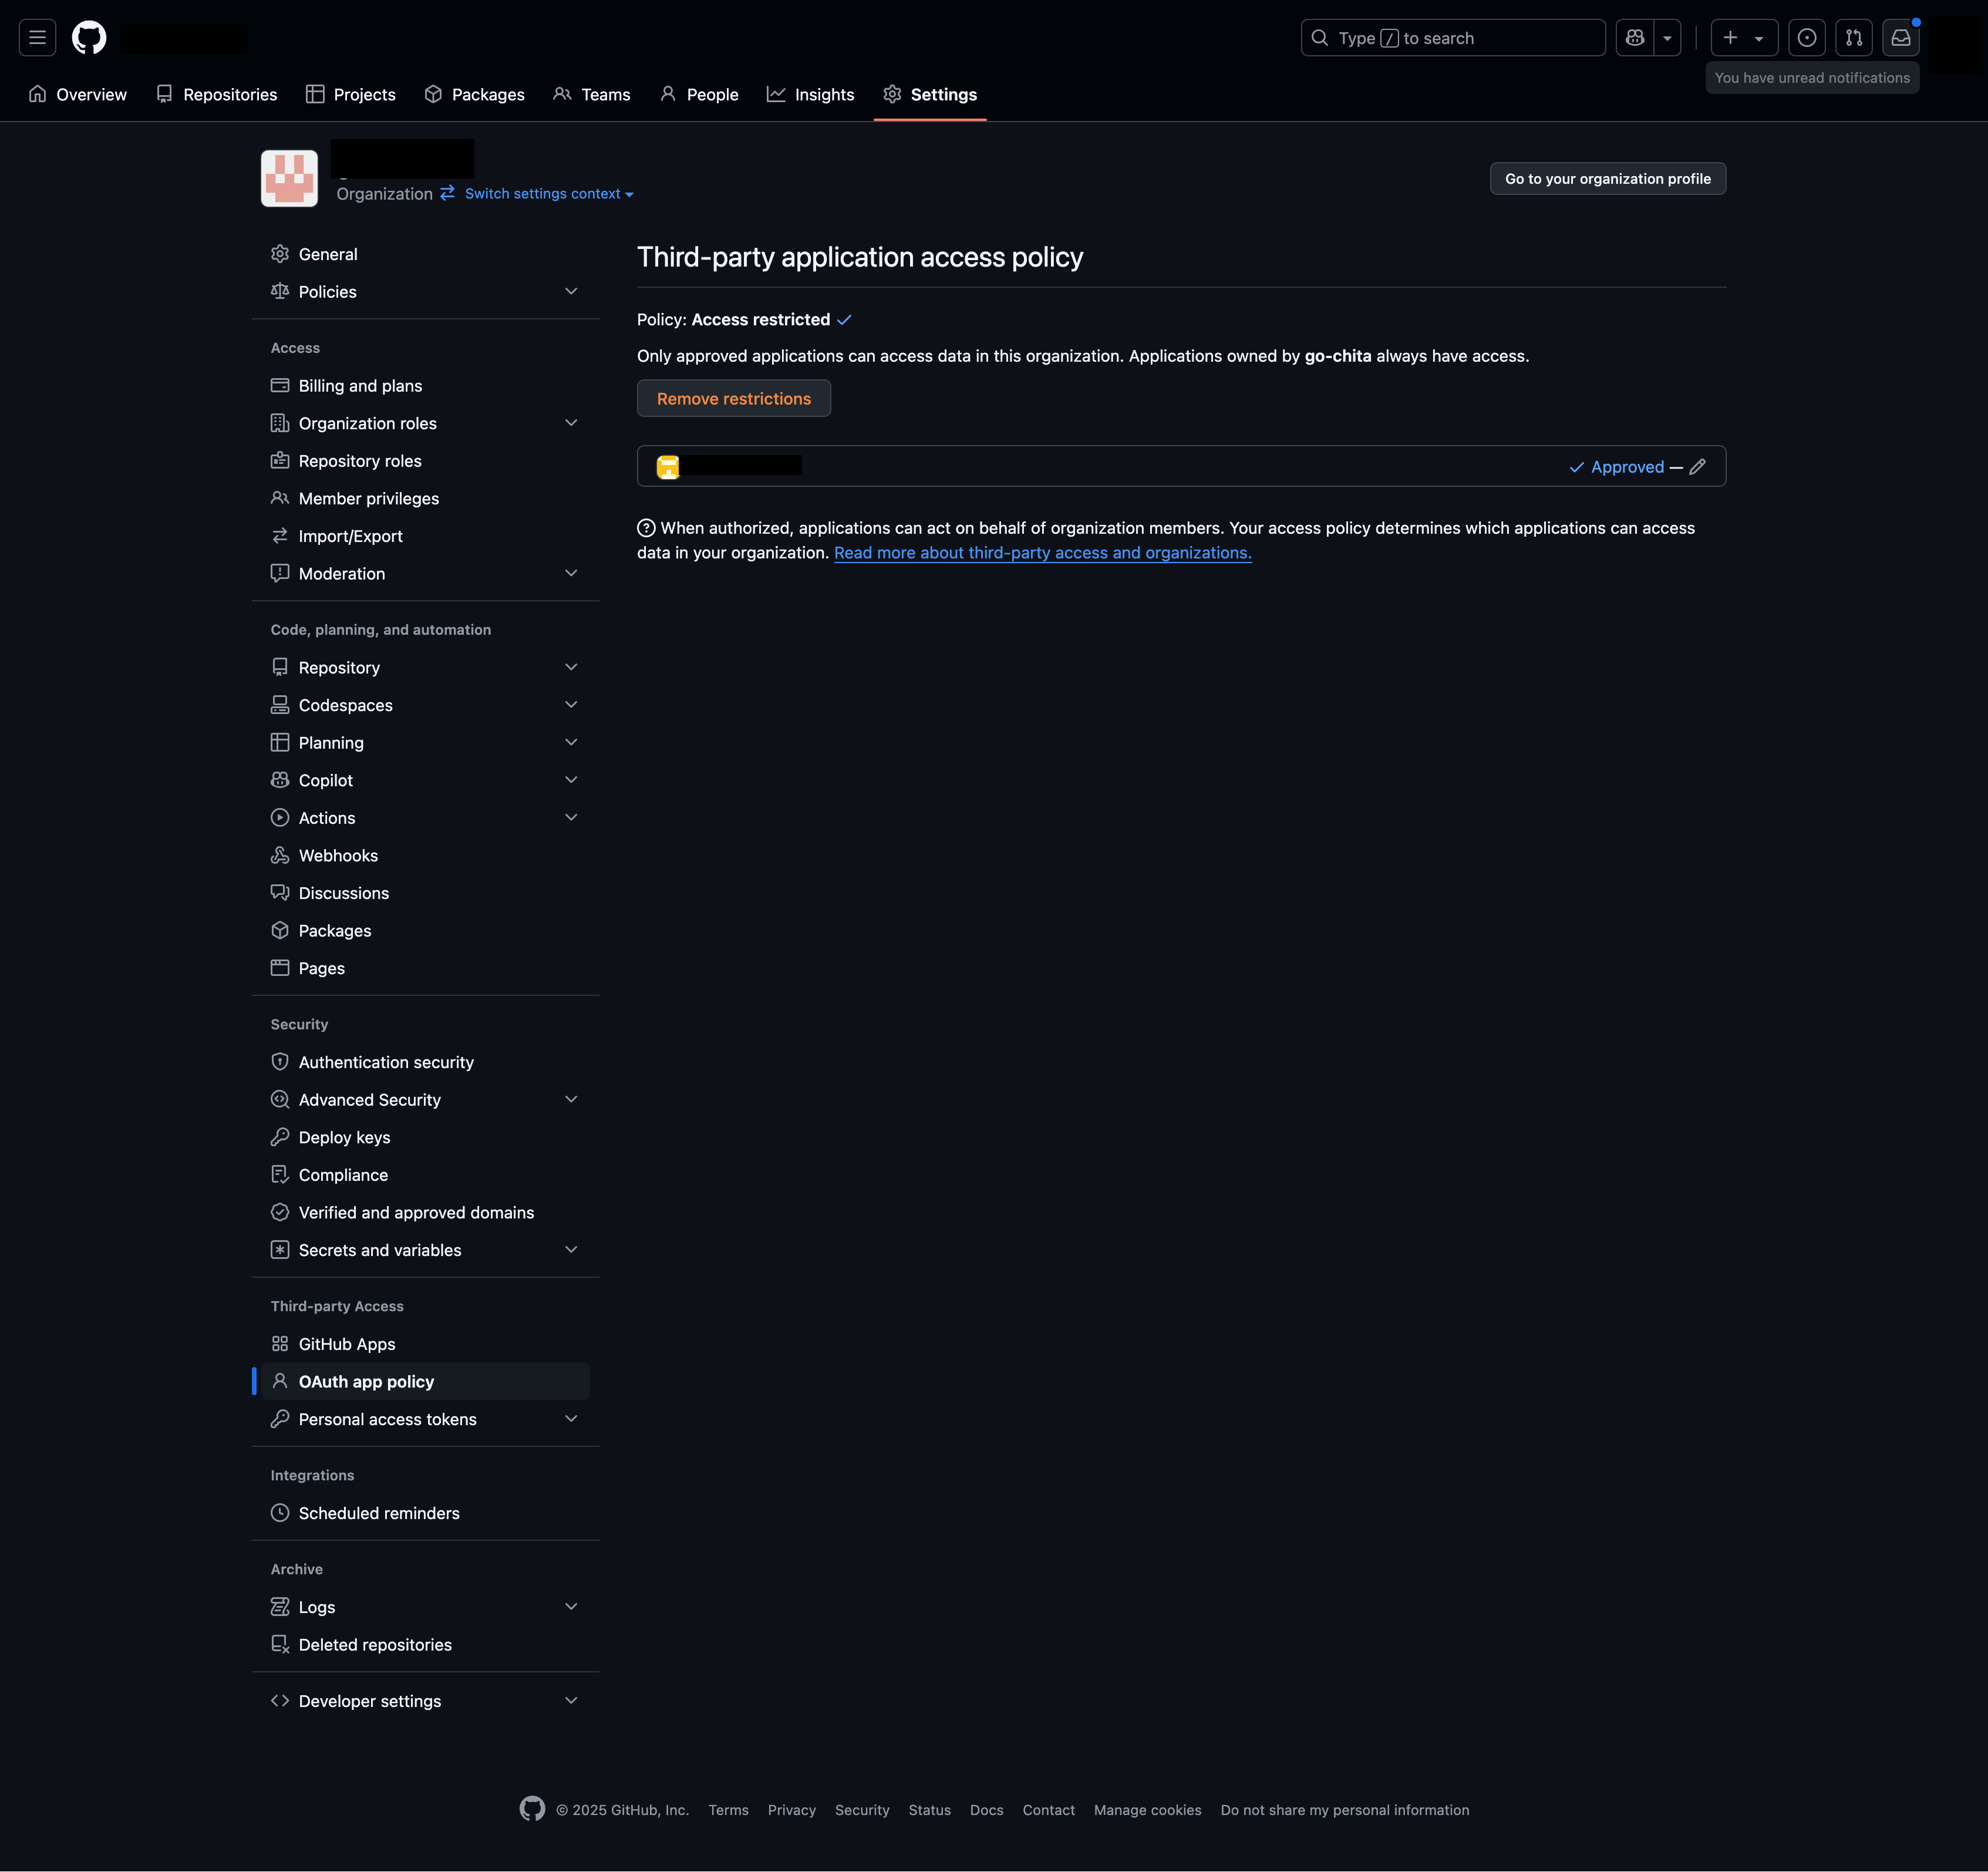 Type / to search
You have unread notifications
Overview Repositories Projects Packages Teams People Insights Settings
Organization Switch settings context
Go to your organization profile
General
Policies
Access
Billing and plans
Organization roles
Repository roles
Member privileges
Import/Export
Moderation
Code, planning, and automation
Repository
Codespaces
Planning
Copilot
Actions
Webhooks
Discussions
Packages
Pages
Security
Authentication security
Advanced Security
Deploy keys
Compliance
Verified and approved domains
Secrets and variables
Third-party Access
GitHub Apps
OAuth app policy
Personal access tokens
Integrations
Scheduled reminders
Archive
Logs
Deleted repositories
Developer settings
Third-party application access policy
Policy: Access restricted
Only approved applications can access data in this organization. Applications owned by go-chita always have access.
Remove restrictions
Approved —
When authorized, applications can act on behalf of organization members. Your access policy determines which applications can access
data in your organization. Read more about third-party access and organizations.
© 2025 GitHub, Inc. Terms Privacy Security Status Docs Contact Manage cookies Do not share my personal information